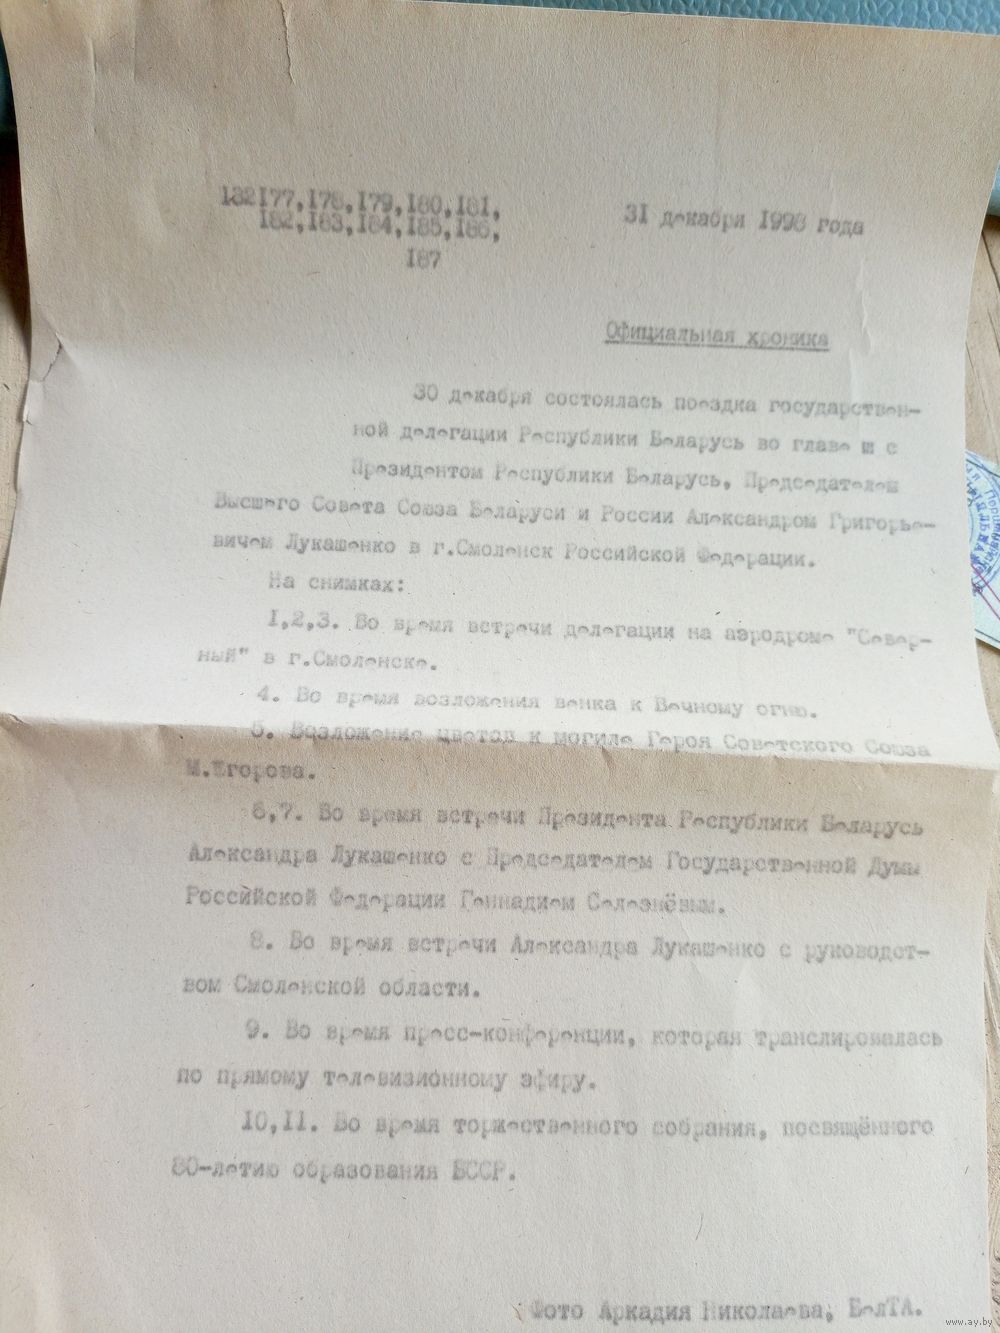 132177,178,179,180,181,
182,183,184,185,186,
187
31 декабря 1998 года
Официальная хроника
30 декабря состоялась поездка государствен-
ной делегации Республики Беларусь во главе ш с
Президентом Республики Беларусь, Председателем
Высшего Совета Союза Беларуси и России Александром Григорье-
вичем Лукашенко в г.Смоленск Российской Федерации.
На снимках:
1,2,3. Во время встречи делегации на аэродроме "Север-
ный" в г.Смоленске.
4. Во время возложения венка к Вечному огню.
5. Возложение цветов к могиле Героя Советского Союза
М.Егорова.
6,7. Во время встречи Президента Республики Беларусь
Александра Лукашенко с Председателем Государственной Думы
Российской Федерации Геннадием Селезнёвым.
8. Во время встречи Александра Лукашенко с руководст-
вом Смоленской области.
9. Во время пресс-конференции, которая транслировалась
по прямому телевизионному эфиру.
10,11. Во время торжественного собрания, посвящённого
80-летию образования БССР.
Фото Аркадия Николаева, БелТА.
www.ay.by